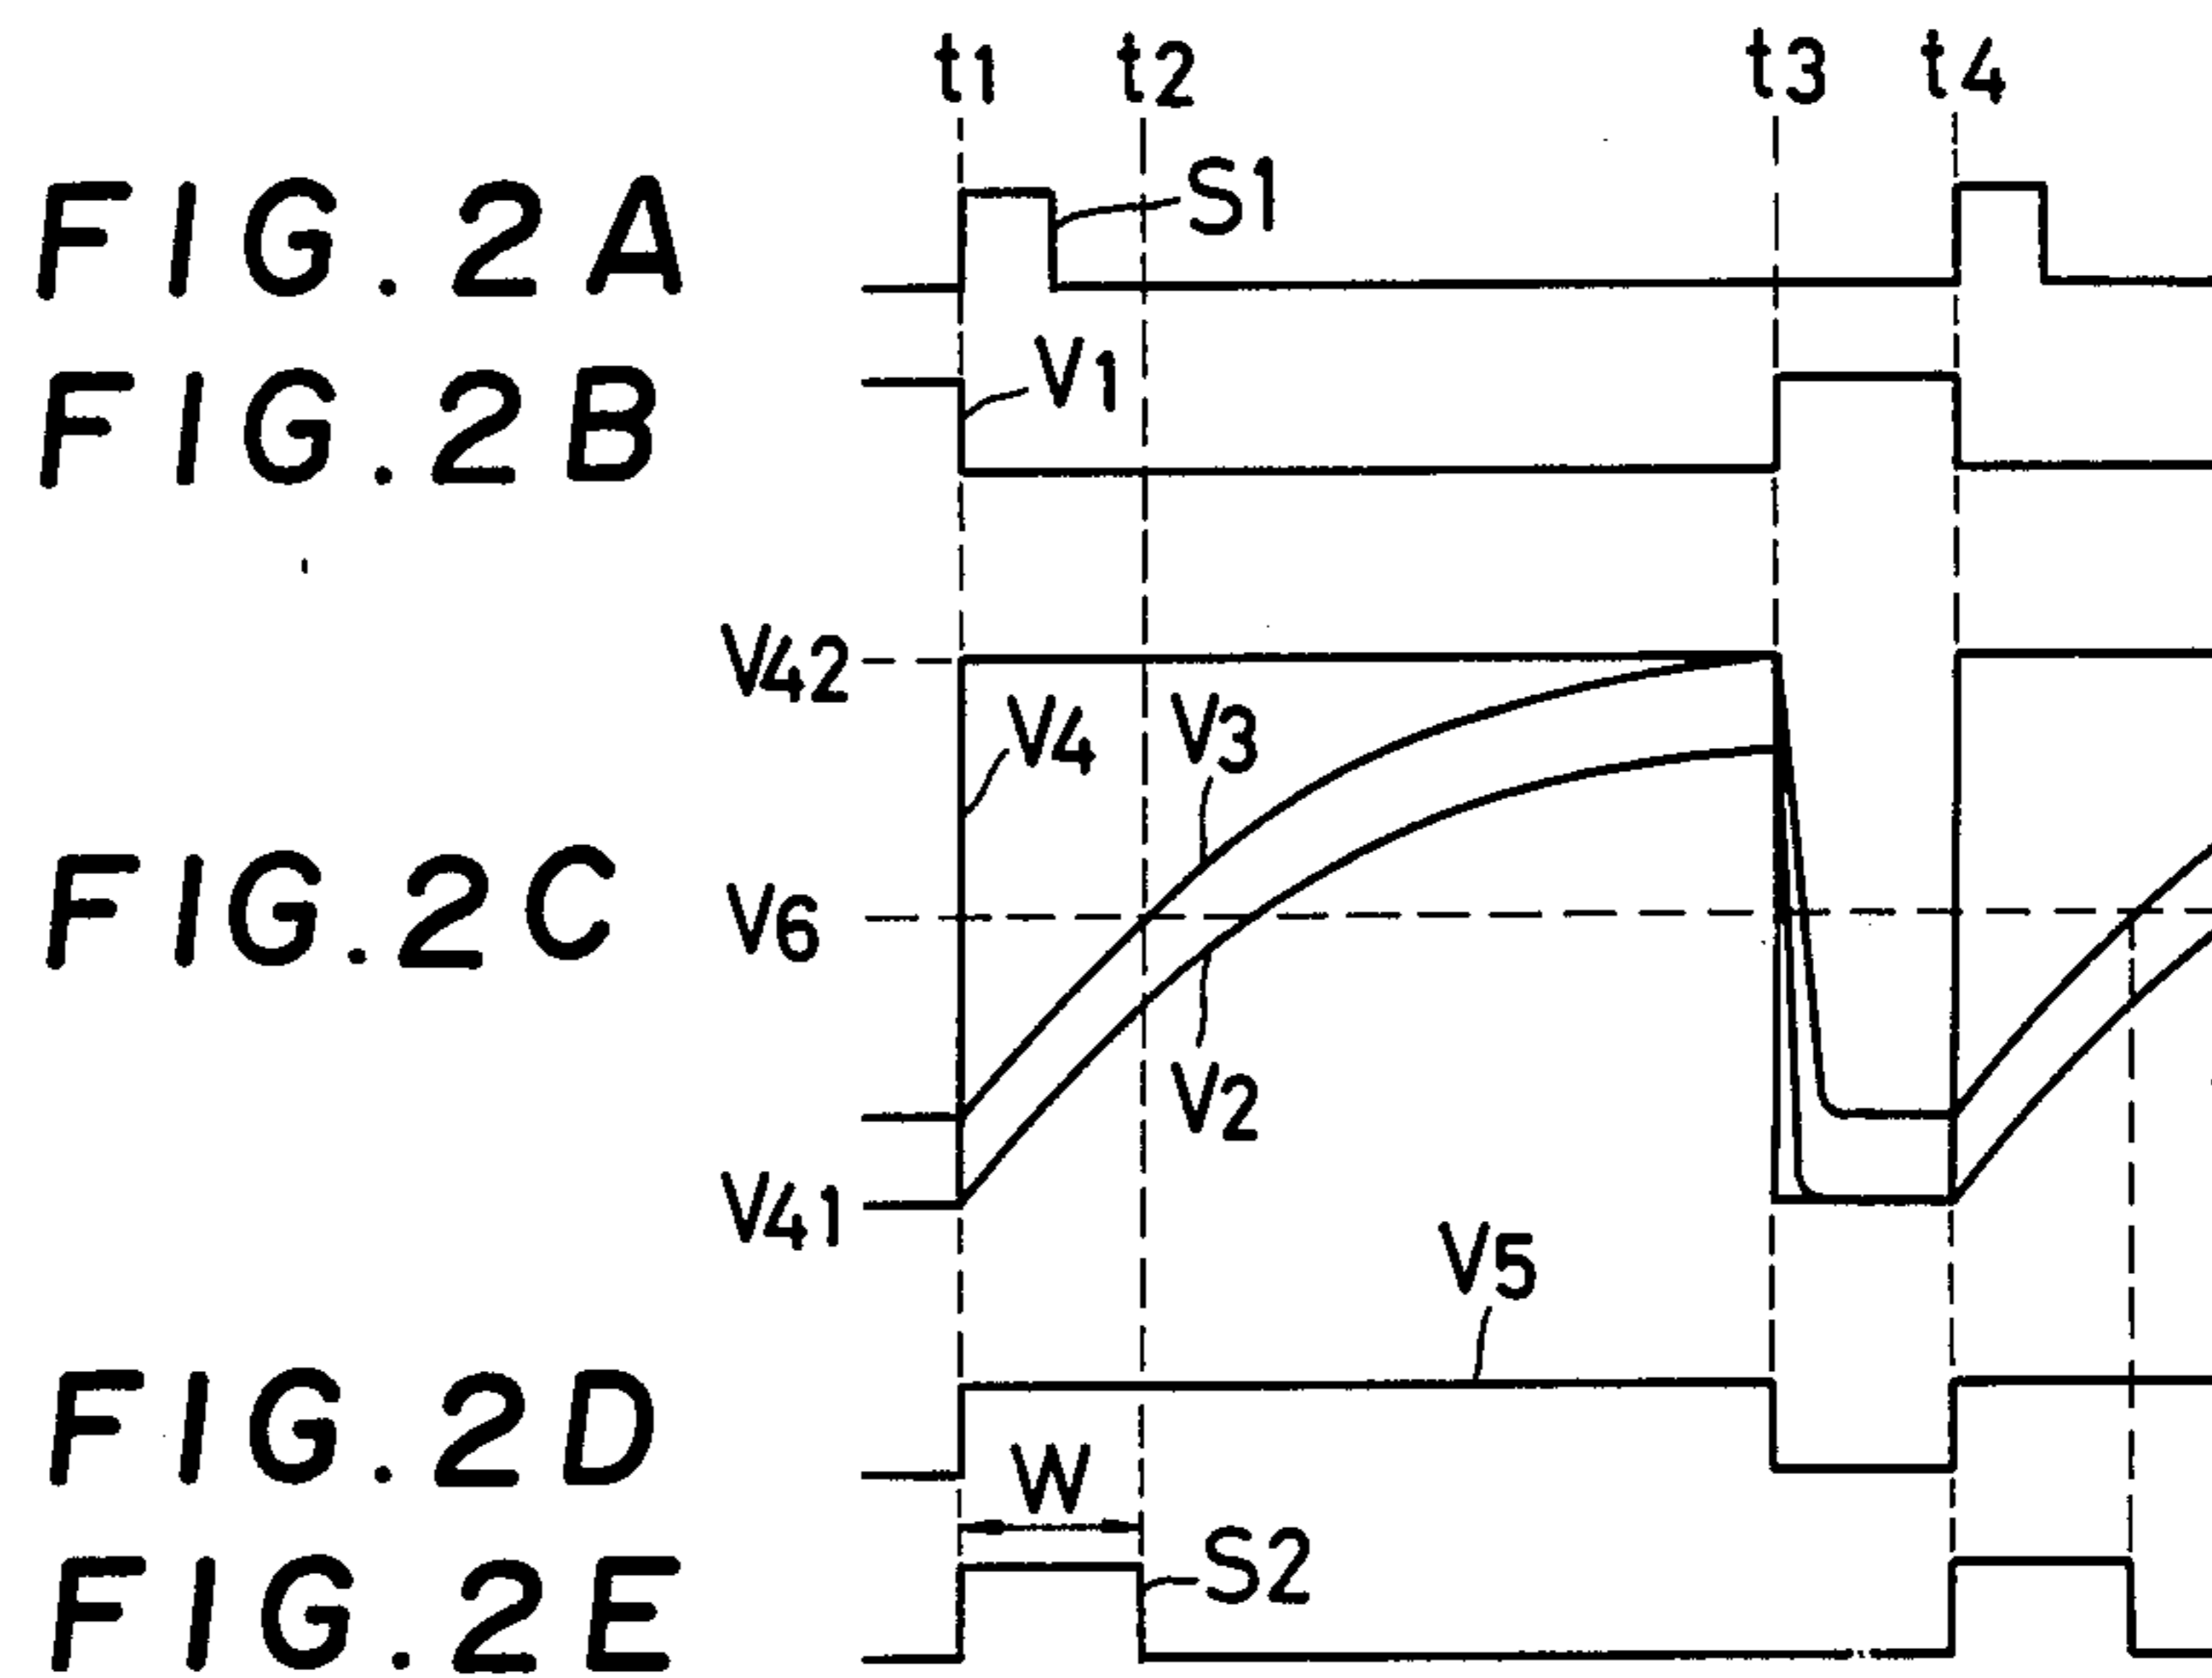 t1 t2 t3 t4
FIG.2A S1
FIG.2B V1
V42
V4 V3
FIG.2C V6
V2
V41
V5
FIG.2D
W
FIG.2E S2